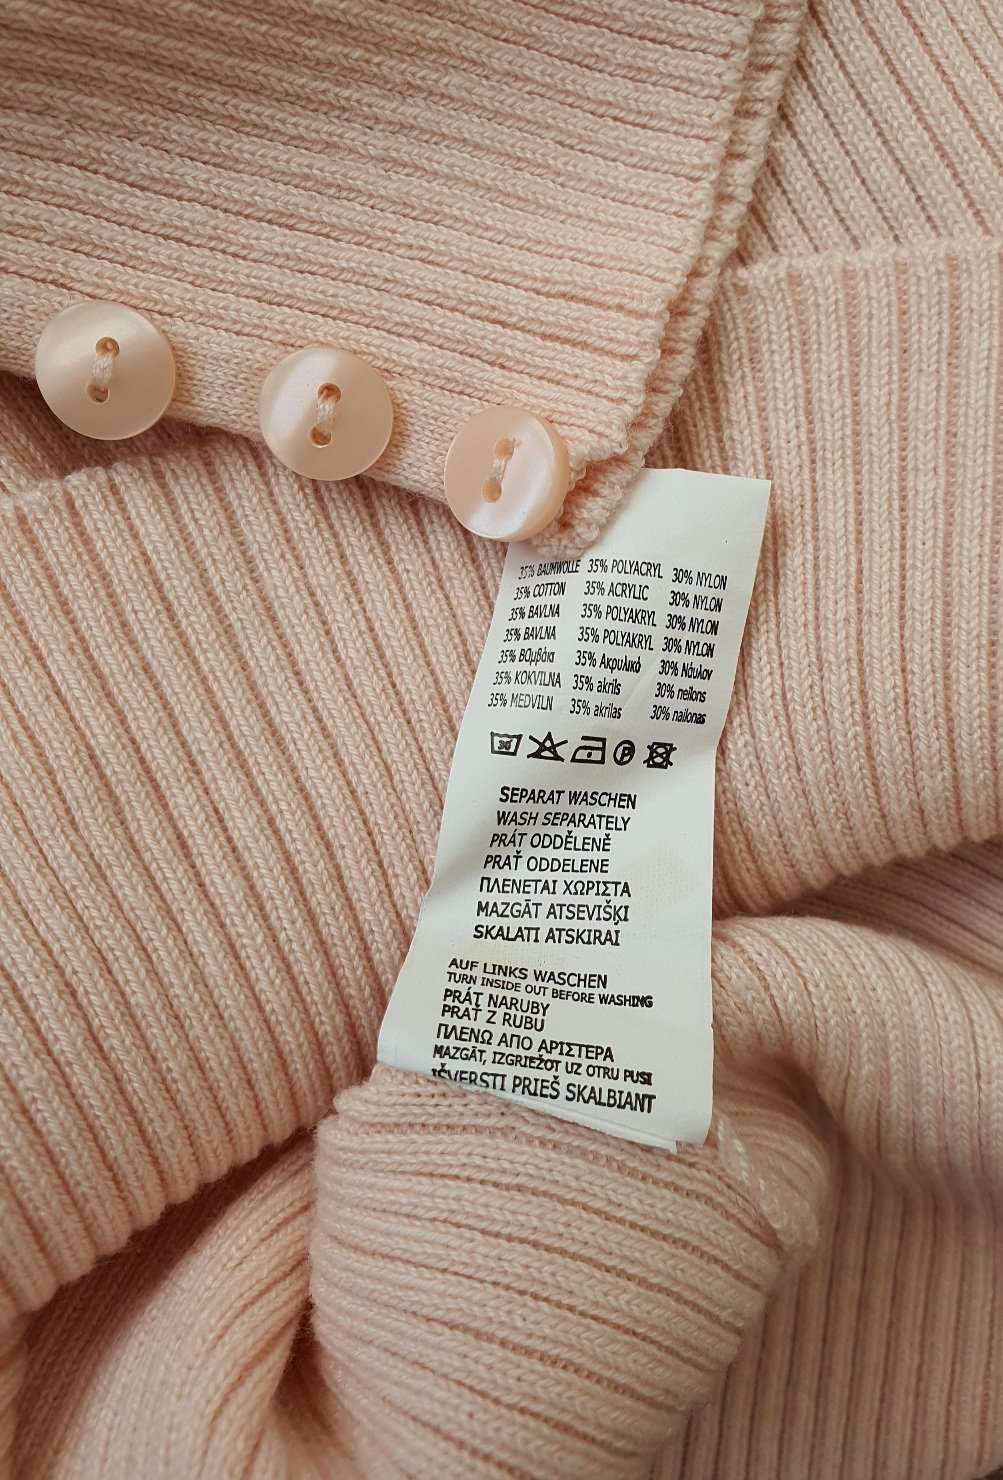 35% BAUMWOLLE 35% POLYACRYL 30% NYLON
35% COTTON 35% ACRYLIC 30% NYLON
35% BAVLNA 35% POLYAKRYL 30% NYLON
35% BAVLNA 35% POLYAKRYL 30% NYLON
35% Βαμβάκι 35% Ακρυλικό 30% Νάυλον
35% KOKVILNA 35% akrils 30% neilons
35% MEDVILN 35% akrilas 30% nailonas
30 P
SEPARAT WASCHEN
WASH SEPARATELY
PRÁT ODDĚLENĚ
PRAŤ ODDELENE
ΠΛΕΝΕΤΑΙ ΧΩΡΙΣΤΑ
MAZGĀT ATSEVIŠĶI
SKALATI ATSKIRAI
AUF LINKS WASCHEN
TURN INSIDE OUT BEFORE WASHING
PRÁT NARUBY
PRAŤ Z RUBU
ΠΛΕΝΩ ΑΠΟ ΑΡΙΣΤΕΡΑ
MAZGĀT, IZGRIEŽOT UZ OTRU PUSI
IŠVERSTI PRIEŠ SKALBIANT